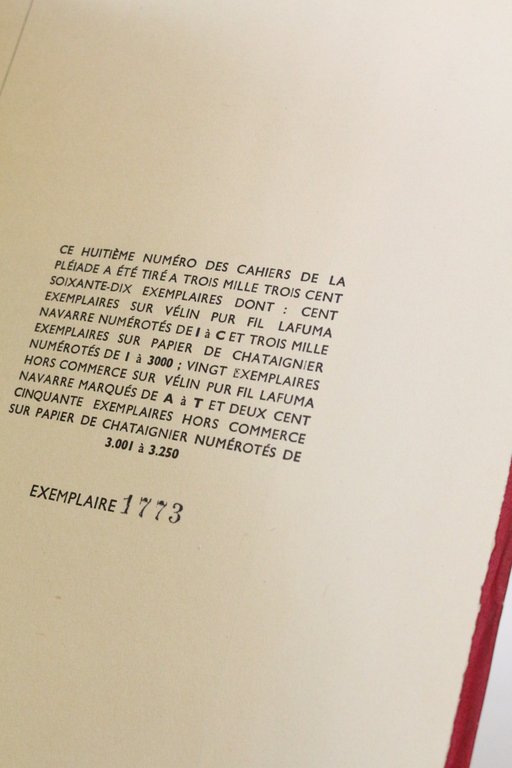 CE HUITIÈME NUMÉRO DES CAHIERS DE LA
PLÉIADE A ÉTÉ TIRÉ A TROIS MILLE TROIS CENT
SOIXANTE-DIX EXEMPLAIRES DONT : CENT
EXEMPLAIRES SUR VÉLIN PUR FIL LAFUMA
NAVARRE NUMÉROTÉS DE I à C ET TROIS MILLE
EXEMPLAIRES SUR PAPIER DE CHATAIGNIER
NUMÉROTÉS DE I à 3000 ; VINGT EXEMPLAIRES
HORS COMMERCE SUR VÉLIN PUR FIL LAFUMA
NAVARRE MARQUÉS DE A à T ET DEUX CENT
CINQUANTE EXEMPLAIRES HORS COMMERCE
SUR PAPIER DE CHATAIGNIER NUMÉROTÉS DE
3.001 à 3.250
EXEMPLAIRE 1773